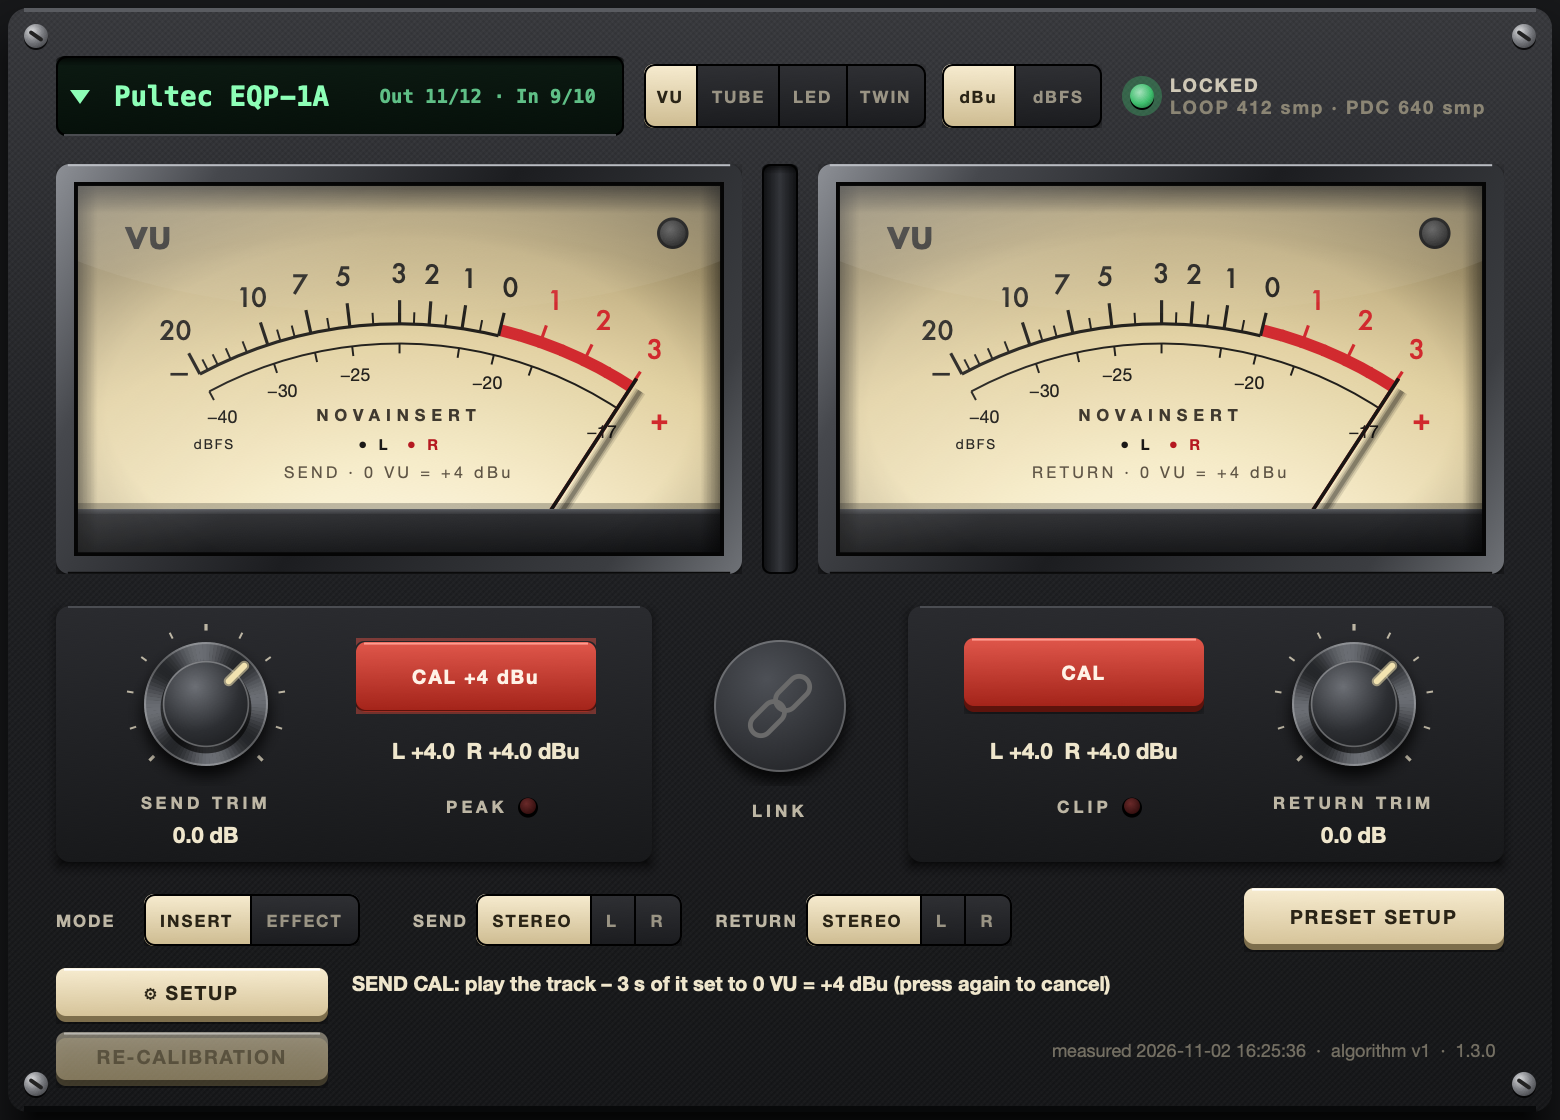 Pultec EQP-1A Out 11/12 · In 9/10
VU TUBE LED TWIN
dBu dBFS
LOCKED
LOOP 412 smp · PDC 640 smp
VU
20 10 7 5 3 2 1 0 1 2 3
– +
-40 -30 -25 -20 -17
dBFS
NOVAINSERT
• L • R
SEND · 0 VU = +4 dBu
VU
20 10 7 5 3 2 1 0 1 2 3
– +
-40 -30 -25 -20 -17
dBFS
NOVAINSERT
• L • R
RETURN · 0 VU = +4 dBu
CAL +4 dBu
L +4.0 R +4.0 dBu
PEAK
SEND TRIM
0.0 dB
LINK
CAL
L +4.0 R +4.0 dBu
CLIP
RETURN TRIM
0.0 dB
MODE INSERT EFFECT
SEND STEREO L R
RETURN STEREO L R
PRESET SETUP
⚙ SETUP
SEND CAL: play the track – 3 s of it set to 0 VU = +4 dBu (press again to cancel)
RE-CALIBRATION
measured 2026-11-02 16:25:36 · algorithm v1 · 1.3.0